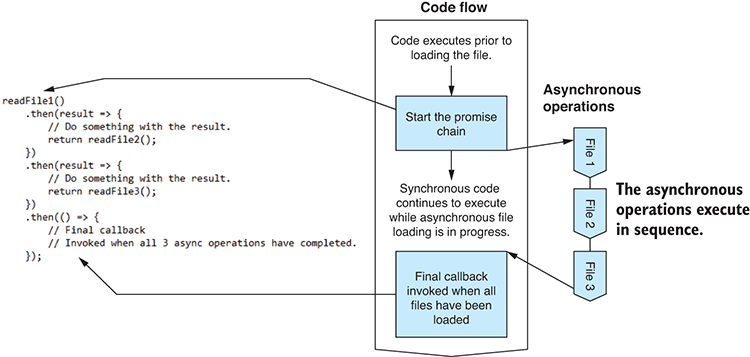 Code flow
Code executes prior to
loading the file.
readFile1()
.then(result => {
// Do something with the result.
return readFile2();
})
.then(result => {
// Do something with the result.
return readFile3();
})
.then(() => {
// Final callback
// Invoked when all 3 async operations have completed.
});
Start the promise
chain
Synchronous code
continues to execute
while asynchronous file
loading is in progress.
Final callback
invoked when all
files have been
loaded
Asynchronous
operations
File 1
File 2
File 3
The asynchronous
operations execute
in sequence.